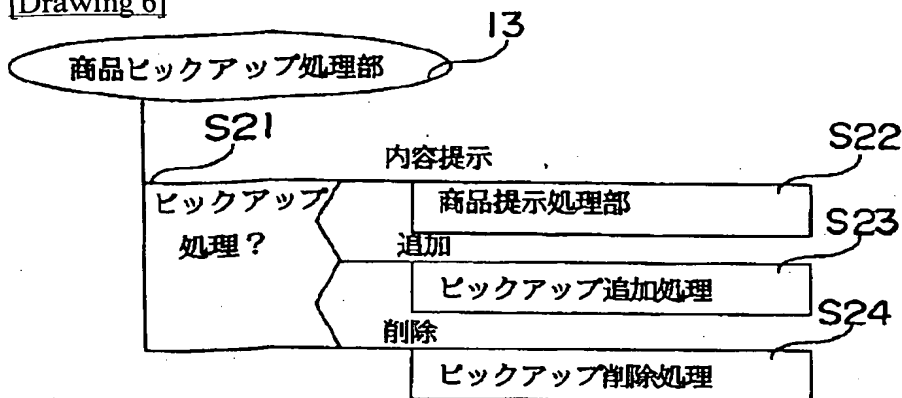 [Drawing 6]
13
商品ピックアップ処理部
S21
内容提示
S22
ピックアップ
処理？
商品提示処理部
追加
S23
ピックアップ追加処理
削除
S24
ピックアップ削除処理